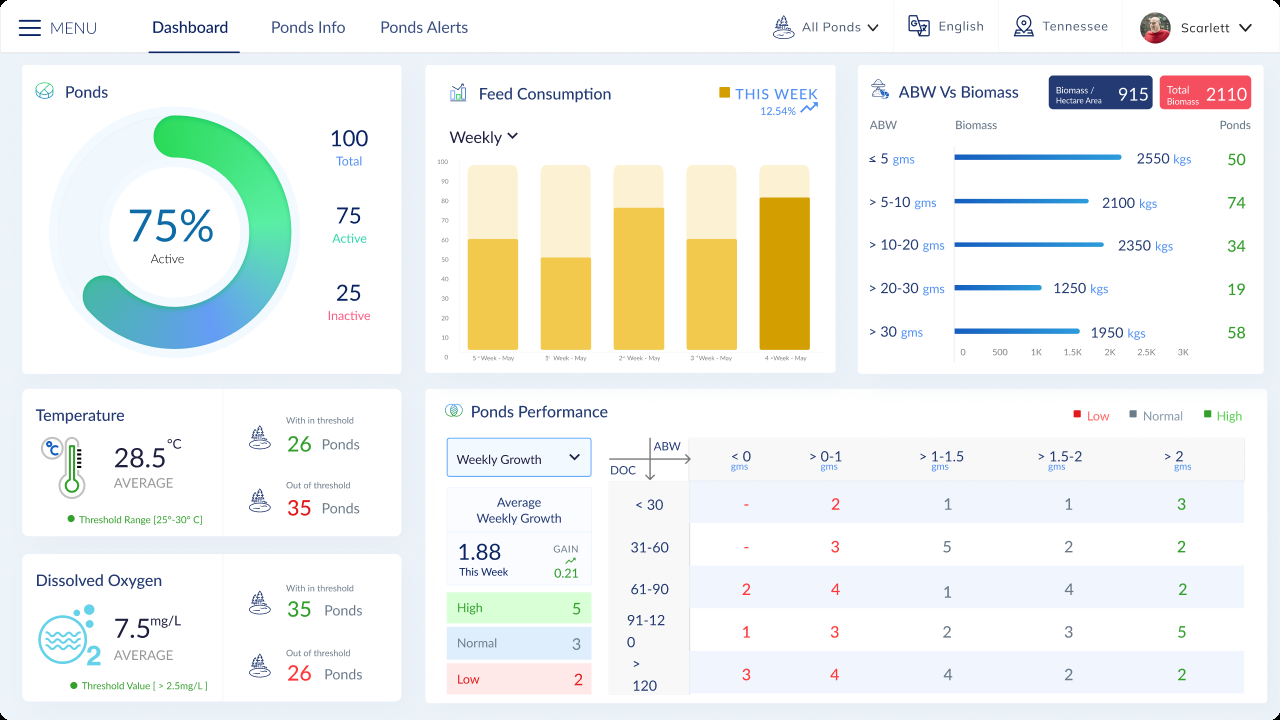 MENU
Dashboard
Ponds Info
Ponds Alerts
All Ponds
English
Tennessee
Scarlett
Ponds
75%
Active
100
Total
75
Active
25
Inactive
Feed Consumption
THIS WEEK
12.54%
Weekly
100
90
80
70
60
50
40
30
20
10
0
Week - May
Week - May
Week - May
Week - May
Week - May
ABW Vs Biomass
Biomass / Hectare Area 915
Total Biomass 2110
ABW Biomass Ponds
≤ 5 gms 2550 kgs 50
> 5-10 gms 2100 kgs 74
> 10-20 gms 2350 kgs 34
> 20-30 gms 1250 kgs 19
> 30 gms 1950 kgs 58
0 500 1K 1.5K 2K 2.5K 3K
Temperature
°C
28.5°C
AVERAGE
Threshold Range [25°-30° C]
With in threshold
26 Ponds
Out of threshold
35 Ponds
Dissolved Oxygen
2
7.5mg/L
AVERAGE
Threshold Value [ > 2.5mg/L ]
With in threshold
35 Ponds
Out of threshold
26 Ponds
Ponds Performance
Low Normal High
Weekly Growth
Average
Weekly Growth
1.88
This Week
GAIN
0.21
High 5
Normal 3
Low 2
ABW
DOC
< 0 gms > 0-1 gms > 1-1.5 gms > 1.5-2 gms > 2 gms
< 30 - 2 1 1 3
31-60 - 3 5 2 2
61-90 2 4 1 4 2
91-12
0 1 3 2 3 5
>
120 3 4 4 2 2